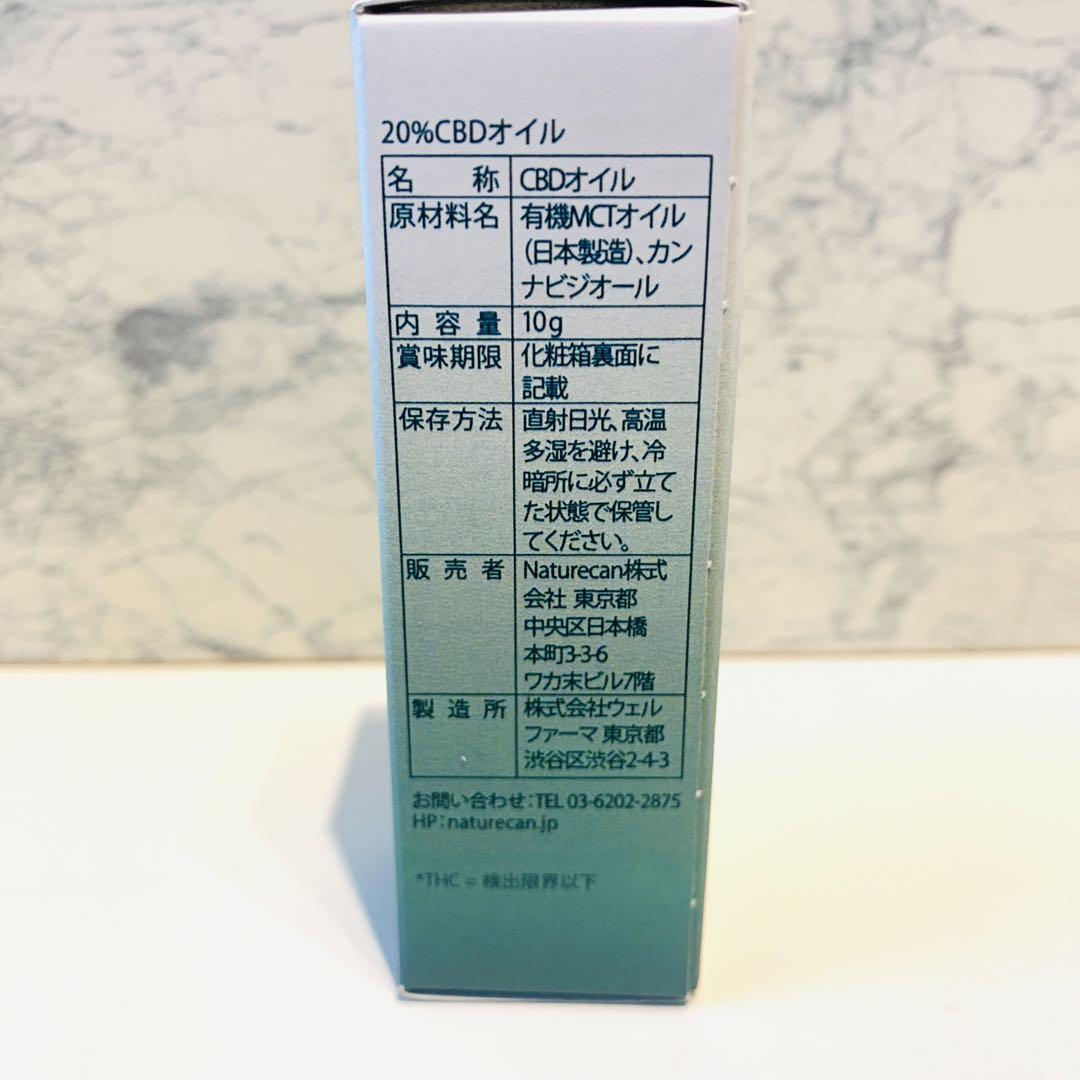 20%CBDオイル
名称 CBDオイル
原材料名 有機MCTオイル
(日本製造)、カン
ナビジオール
内容量 10g
賞味期限 化粧箱裏面に
記載
保存方法 直射日光、高温
多湿を避け、冷
暗所に必ず立て
た状態で保管し
てください。
販売者 Naturecan株式
会社 東京都
中央区日本橋
本町3-3-6
ワカ末ビル7階
製造所 株式会社ウェル
ファーマ 東京都
渋谷区渋谷2-4-3
お問い合わせ：TEL 03-6202-2875
HP：naturecan.jp
*THC = 検出限界以下